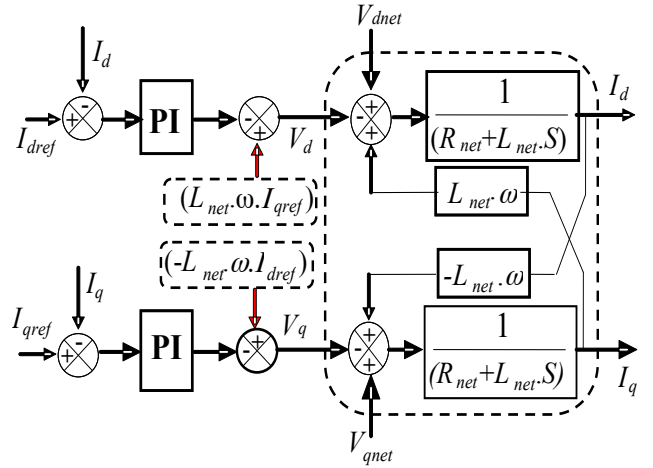 V_dnet
I_d
I_dref
PI
V_d
1
(R_net+L_net.S)
I_d
(L_net.ω.I_qref)
L_net.ω
(-L_net.ω.I_dref)
-L_net.ω
I_q
I_qref
PI
V_q
1
(R_net+L_net.S)
I_q
V_qnet